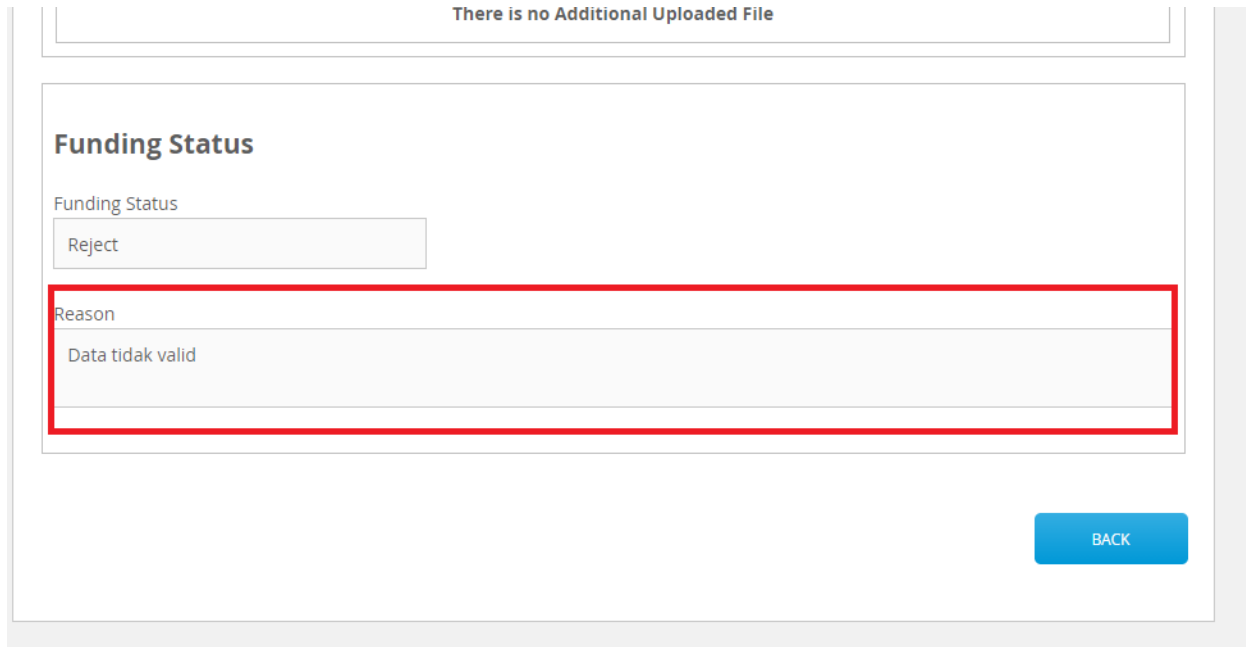 There is no Additional Uploaded File
Funding Status
Funding Status
Reject
Reason
Data tidak valid
BACK